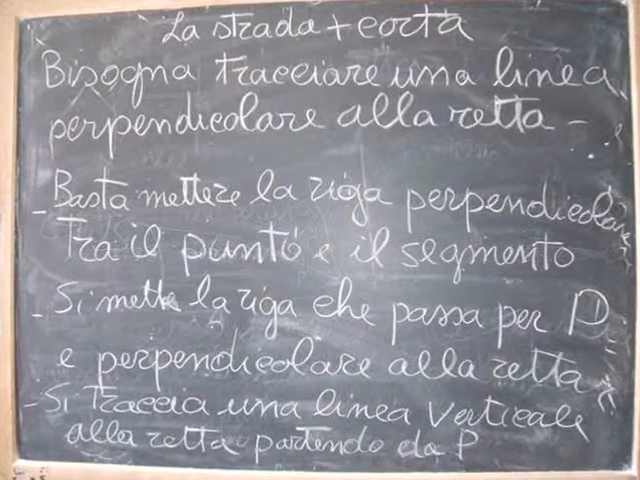 La strada + corta
Bisogna tracciare una linea
perpendicolare alla retta -
- Basta mettere la riga perpendicolare
Tra il punto e il segmento
- Si mette la riga che passa per P
e perpendicolare alla retta
- Si traccia una linea verticale
alla retta partendo da P